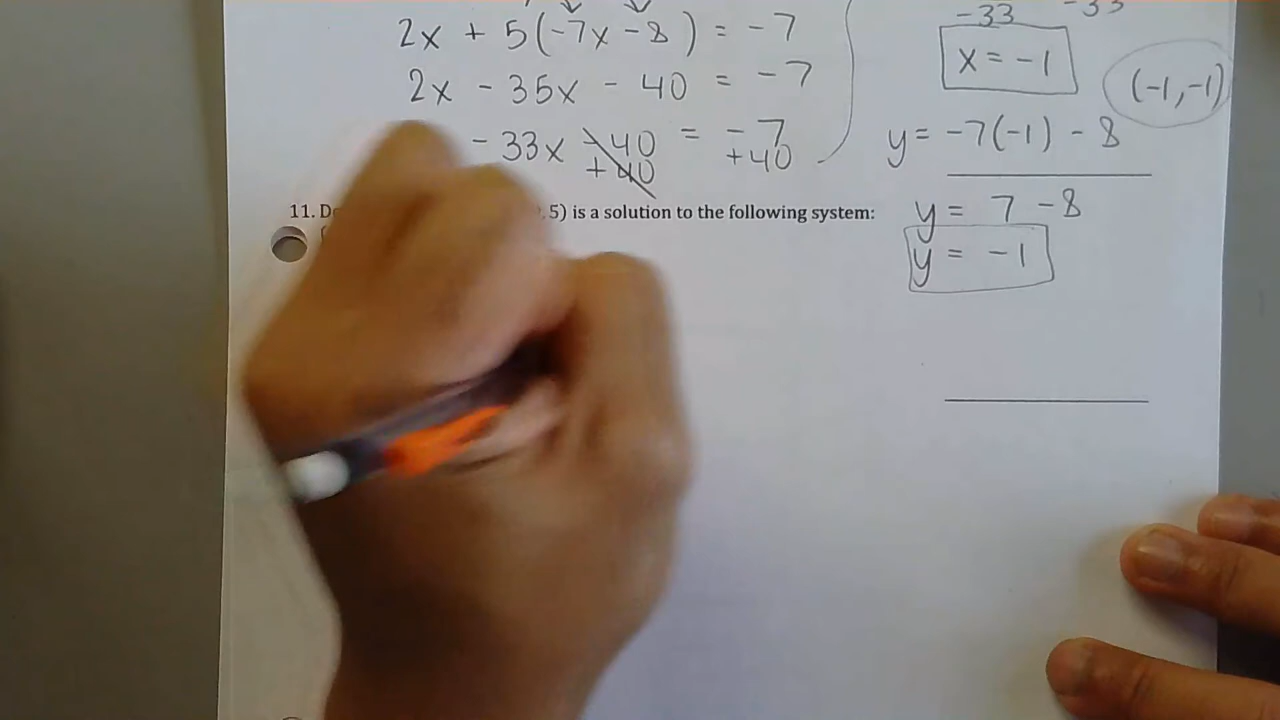 2x + 5(-7x - 8) = -7
2x - 35x - 40 = -7
- 33x - 40 = -7
+ 40 +40
-33 -33
x = -1
(-1, -1)
y = -7(-1) - 8
y = 7 - 8
y = -1
11. 5) is a solution to the following system: